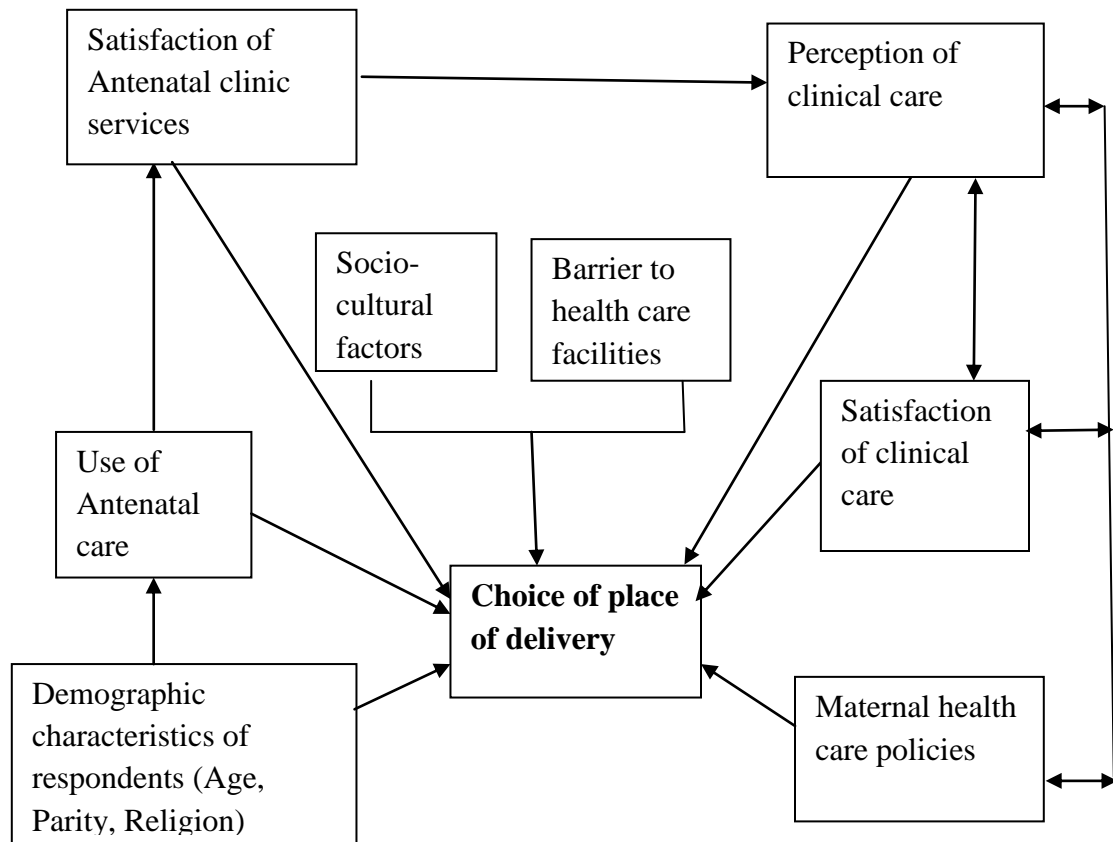 Satisfaction of
Antenatal clinic
services
Perception of
clinical care
Socio-
cultural
factors
Barrier to
health care
facilities
Satisfaction
of clinical
care
Use of
Antenatal
care
Choice of place
of delivery
Demographic
characteristics of
respondents (Age,
Parity, Religion)
Maternal health
care policies